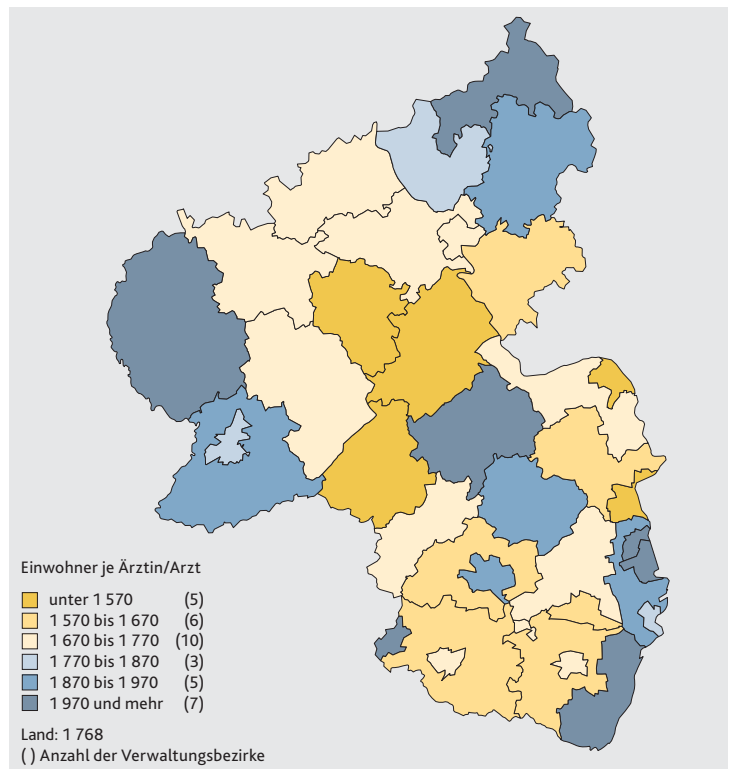 Einwohner je Ärztin/Arzt
unter 1 570 (5)
1 570 bis 1 670 (6)
1 670 bis 1 770 (10)
1 770 bis 1 870 (3)
1 870 bis 1 970 (5)
1 970 und mehr (7)
Land: 1 768
( ) Anzahl der Verwaltungsbezirke